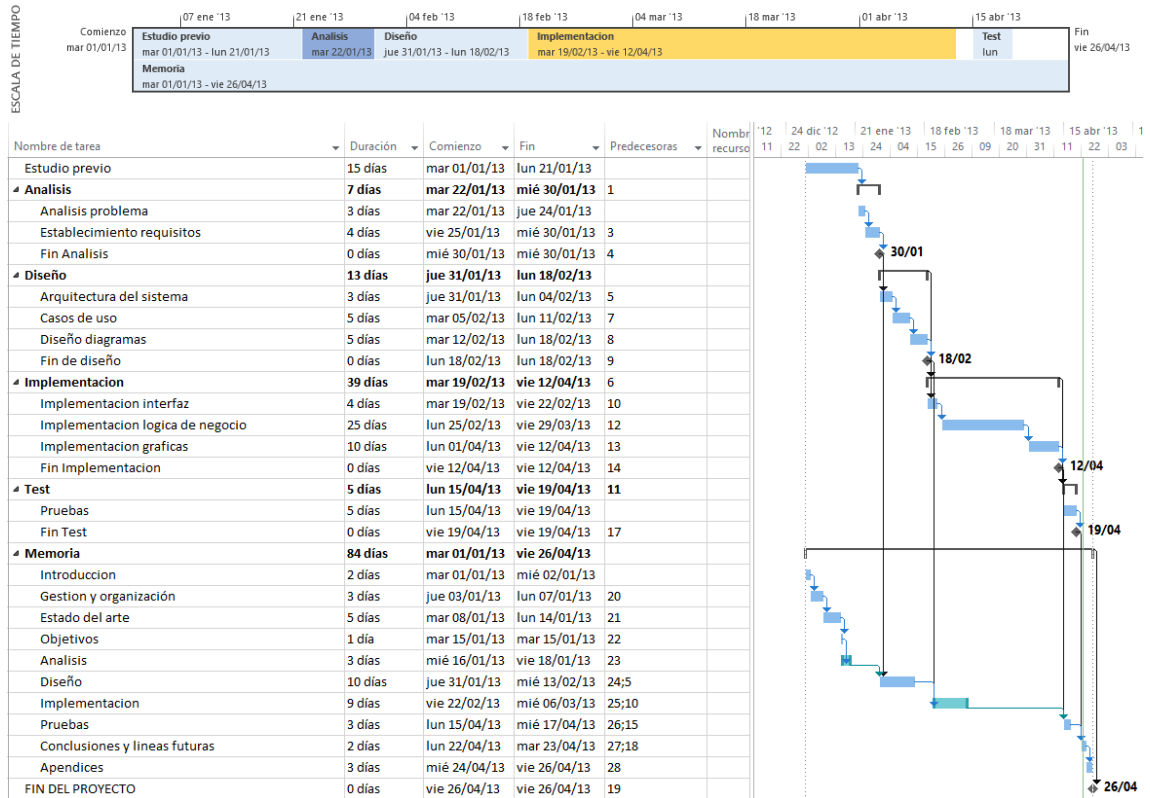 ESCALA DE TIEMPO
07 ene '13 21 ene '13 04 feb '13 18 feb '13 04 mar '13 18 mar '13 01 abr '13 15 abr '13
Comienzo
mar 01/01/13
Estudio previo Analisis Diseño Implementacion Test
mar 01/01/13 - lun 21/01/13 mar 22/01/13 jue 31/01/13 - lun 18/02/13 mar 19/02/13 - vie 12/04/13 lun
Memoria
mar 01/01/13 - vie 26/04/13
Fin
vie 26/04/13
Nombre de tarea Duración Comienzo Fin Predecesoras Nombr recurso
'12 24 dic '12 21 ene '13 18 feb '13 18 mar '13 15 abr '13 1
11 22 02 13 24 04 15 26 09 20 31 11 22 03
Estudio previo 15 días mar 01/01/13 lun 21/01/13
Analisis 7 días mar 22/01/13 mié 30/01/13 1
Analisis problema 3 días mar 22/01/13 jue 24/01/13
Establecimiento requisitos 4 días vie 25/01/13 mié 30/01/13 3
Fin Analisis 0 días mié 30/01/13 mié 30/01/13 4 30/01
Diseño 13 días jue 31/01/13 lun 18/02/13
Arquitectura del sistema 3 días jue 31/01/13 lun 04/02/13 5
Casos de uso 5 días mar 05/02/13 lun 11/02/13 7
Diseño diagramas 5 días mar 12/02/13 lun 18/02/13 8
Fin de diseño 0 días lun 18/02/13 lun 18/02/13 9 18/02
Implementacion 39 días mar 19/02/13 vie 12/04/13 6
Implementacion interfaz 4 días mar 19/02/13 vie 22/02/13 10
Implementacion logica de negocio 25 días lun 25/02/13 vie 29/03/13 12
Implementacion graficas 10 días lun 01/04/13 vie 12/04/13 13
Fin Implementacion 0 días vie 12/04/13 vie 12/04/13 14 12/04
Test 5 días lun 15/04/13 vie 19/04/13 11
Pruebas 5 días lun 15/04/13 vie 19/04/13
Fin Test 0 días vie 19/04/13 vie 19/04/13 17 19/04
Memoria 84 días mar 01/01/13 vie 26/04/13
Introduccion 2 días mar 01/01/13 mié 02/01/13
Gestion y organización 3 días jue 03/01/13 lun 07/01/13 20
Estado del arte 5 días mar 08/01/13 lun 14/01/13 21
Objetivos 1 día mar 15/01/13 mar 15/01/13 22
Analisis 3 días mié 16/01/13 vie 18/01/13 23
Diseño 10 días jue 31/01/13 mié 13/02/13 24;5
Implementacion 9 días vie 22/02/13 mié 06/03/13 25;10
Pruebas 3 días lun 15/04/13 mié 17/04/13 26;15
Conclusiones y lineas futuras 2 días lun 22/04/13 mar 23/04/13 27;18
Apendices 3 días mié 24/04/13 vie 26/04/13 28
FIN DEL PROYECTO 0 días vie 26/04/13 vie 26/04/13 19 26/04